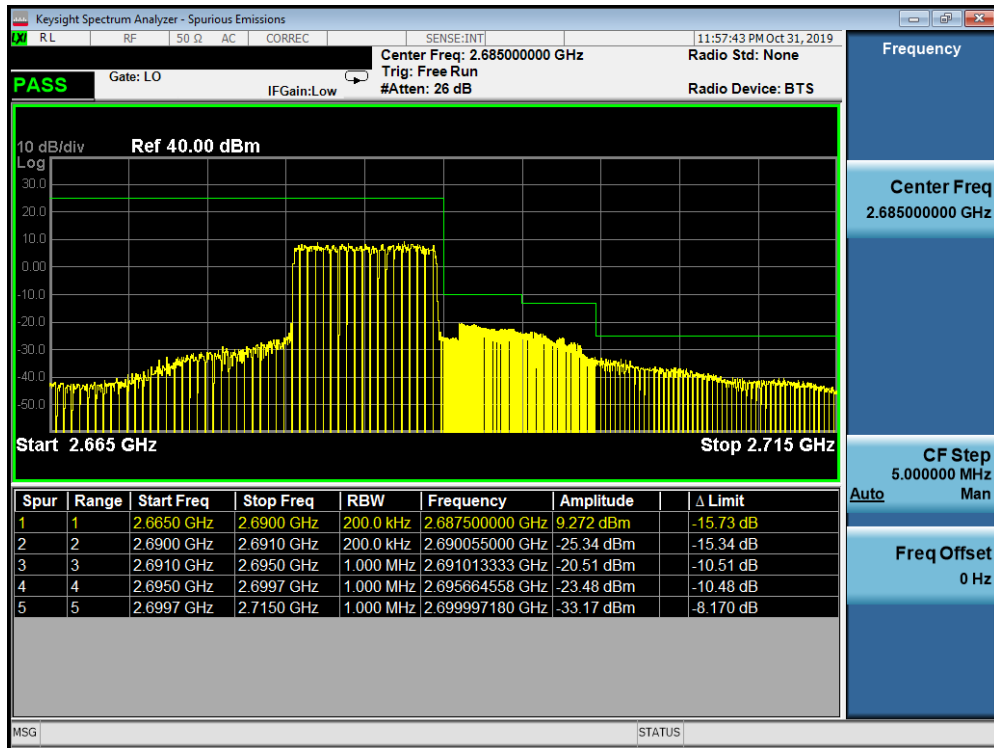 Keysight Spectrum Analyzer - Spurious Emissions
LXI RL RF 50 Ω AC CORREC SENSE:INT 11:57:43 PM Oct 31, 2019
Center Freq: 2.685000000 GHz Radio Std: None
PASS Gate: LO Trig: Free Run
IFGain:Low #Atten: 26 dB Radio Device: BTS
10 dB/div Ref 40.00 dBm
Log
30.0
20.0
10.0
0.00
-10.0
-20.0
-30.0
-40.0
-50.0
Start 2.665 GHz Stop 2.715 GHz
Spur Range Start Freq Stop Freq RBW Frequency Amplitude Δ Limit
1 1 2.6650 GHz 2.6900 GHz 200.0 kHz 2.687500000 GHz 9.272 dBm -15.73 dB
2 2 2.6900 GHz 2.6910 GHz 200.0 kHz 2.690055000 GHz -25.34 dBm -15.34 dB
3 3 2.6910 GHz 2.6950 GHz 1.000 MHz 2.691013333 GHz -20.51 dBm -10.51 dB
4 4 2.6950 GHz 2.6997 GHz 1.000 MHz 2.695664558 GHz -23.48 dBm -10.48 dB
5 5 2.6997 GHz 2.7150 GHz 1.000 MHz 2.699997180 GHz -33.17 dBm -8.170 dB
MSG STATUS
Frequency
Center Freq
2.685000000 GHz
CF Step
5.000000 MHz
Auto Man
Freq Offset
0 Hz